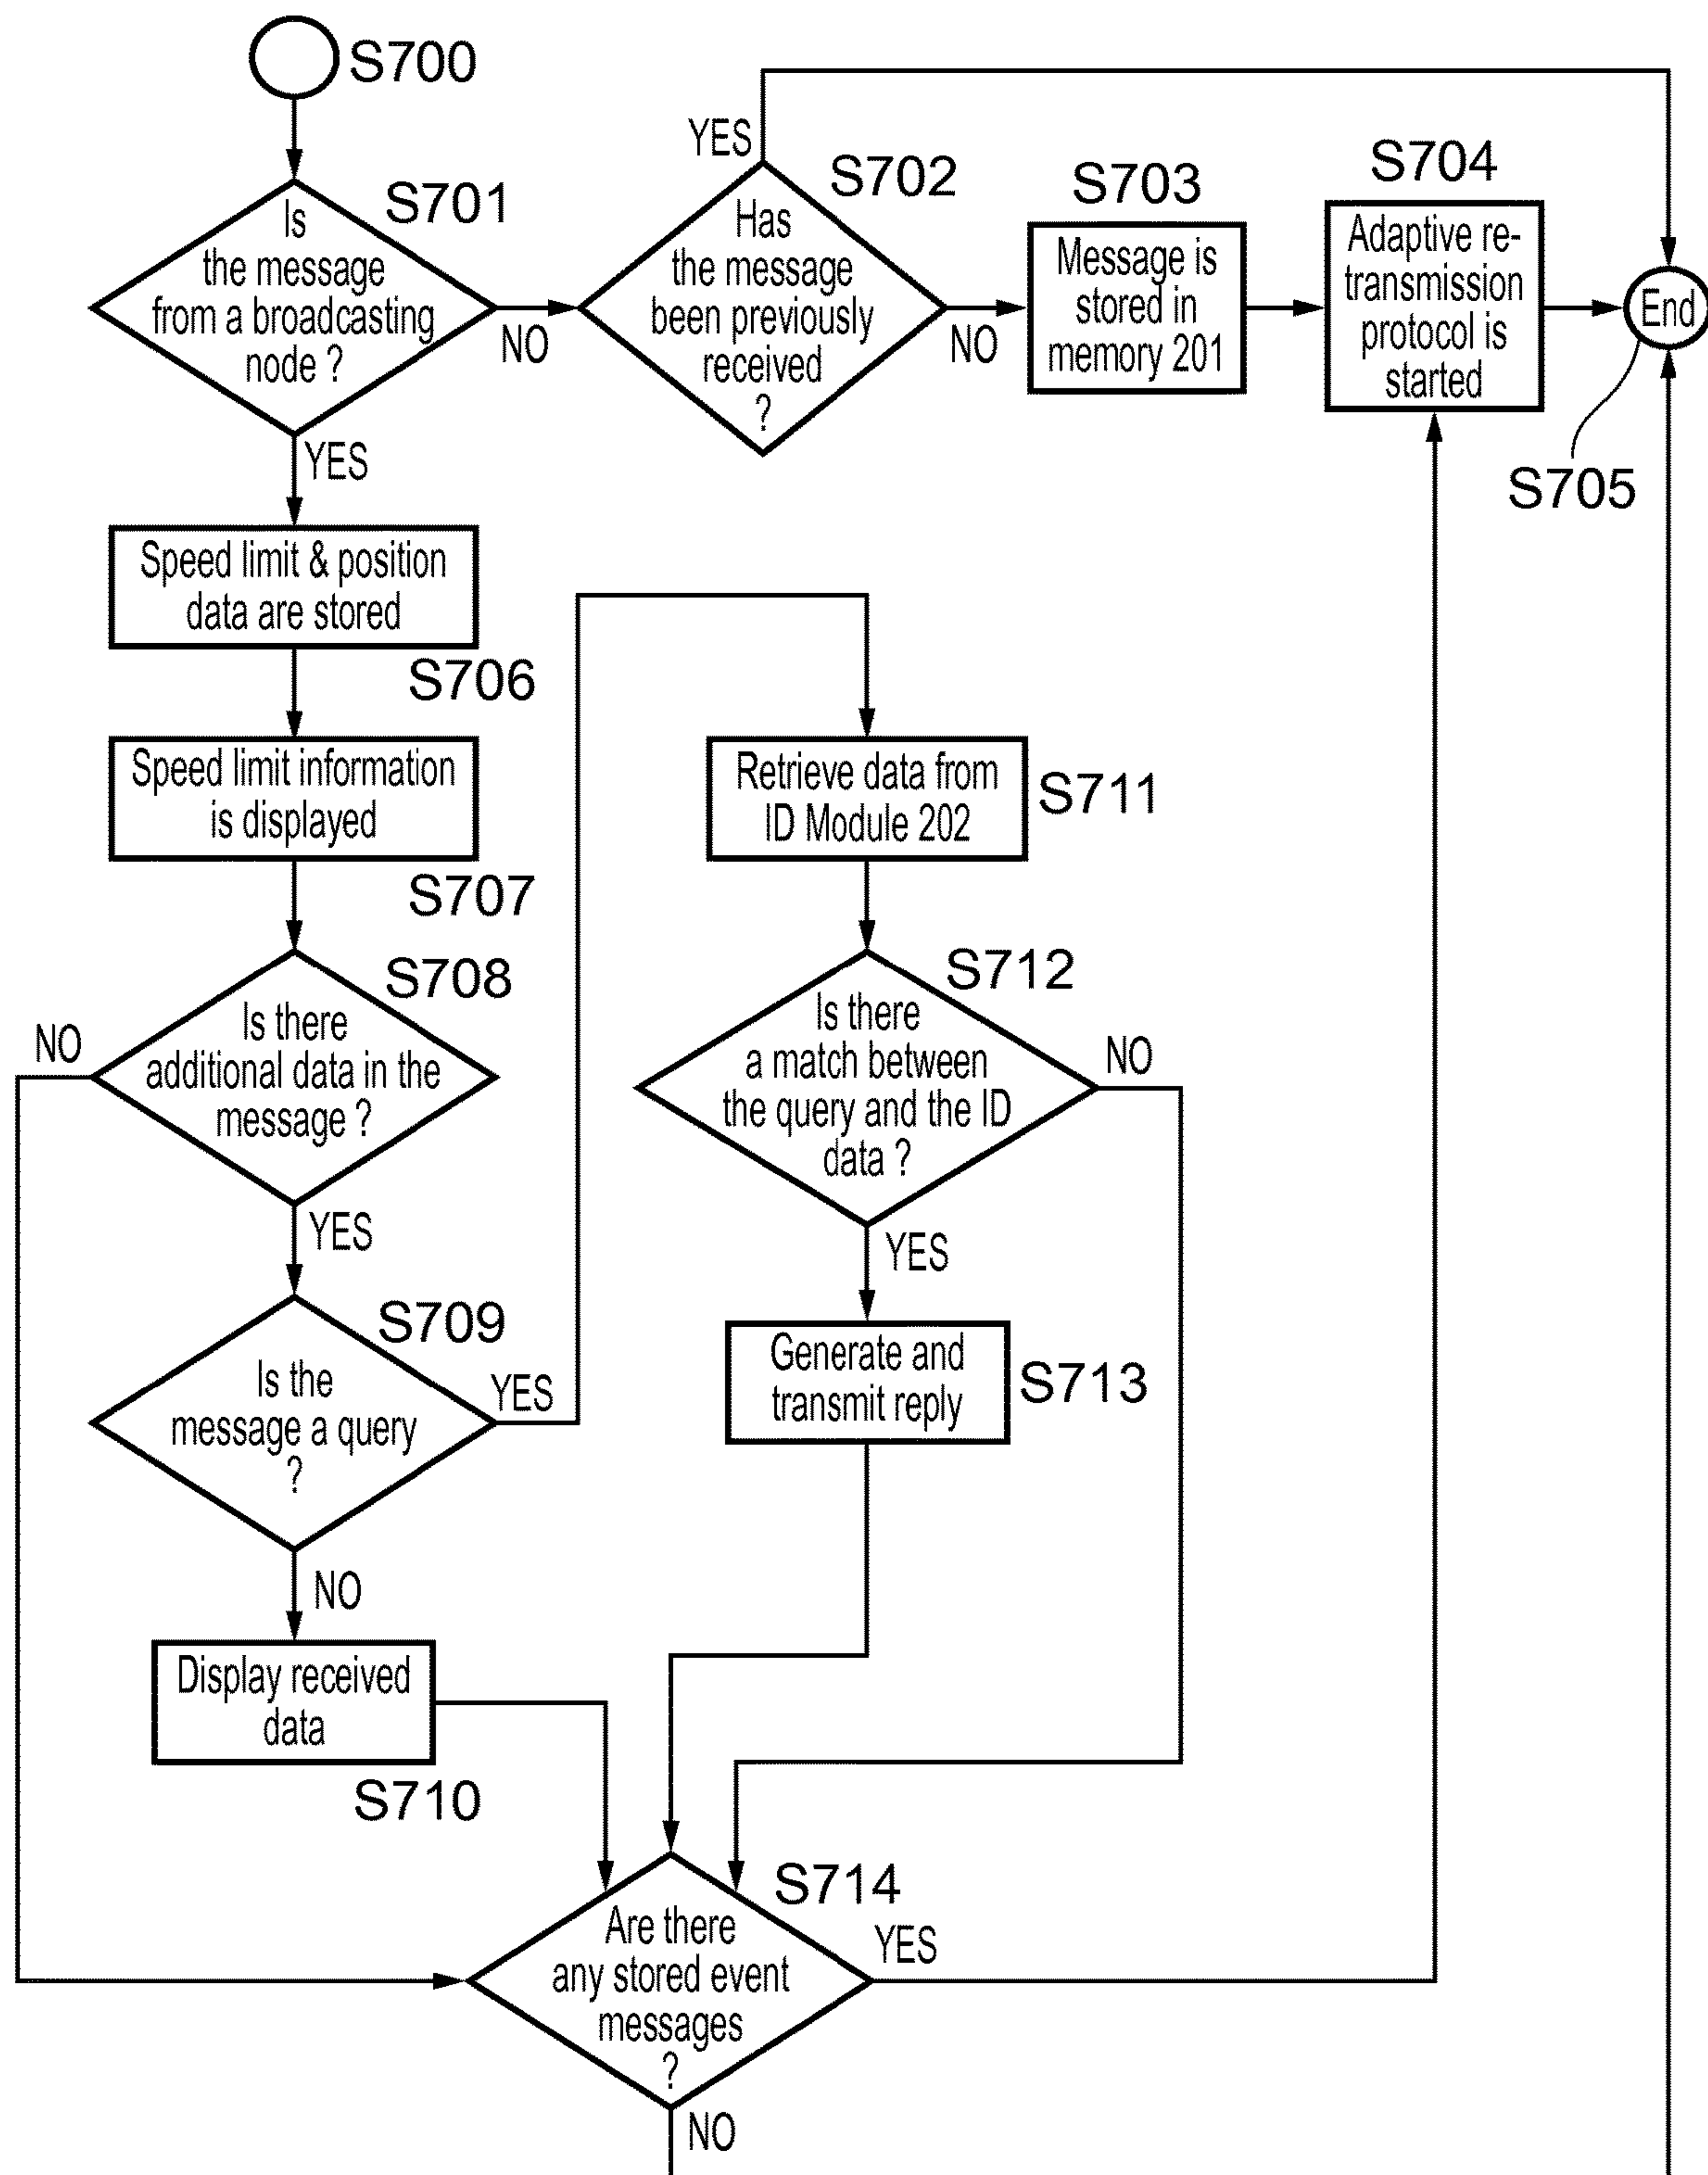 S700
YES
S701
Is
the message
from a broadcasting
node ?
NO
YES
S702
Has
the message
been previously
received
?
NO
S703
Message is
stored in
memory 201
S704
Adaptive re-
transmission
protocol is
started
End
S705
Speed limit & position
data are stored
S706
Speed limit information
is displayed
S707
S708
Is there
additional data in the
message ?
NO
YES
S709
Is the
message a query
?
YES
NO
Display received
data
S710
Retrieve data from
ID Module 202
S711
S712
Is there
a match between
the query and the ID
data ?
NO
YES
Generate and
transmit reply
S713
S714
Are there
any stored event
messages
?
YES
NO